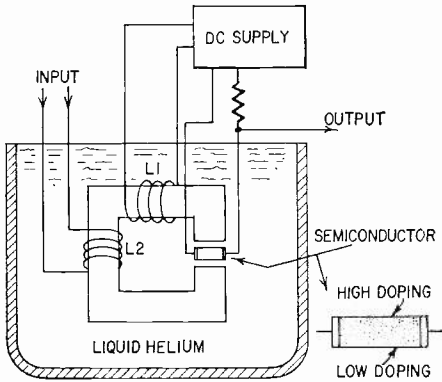 DC SUPPLY
INPUT
OUTPUT
L1
L2
SEMICONDUCTOR
HIGH DOPING
LIQUID HELIUM
LOW DOPING